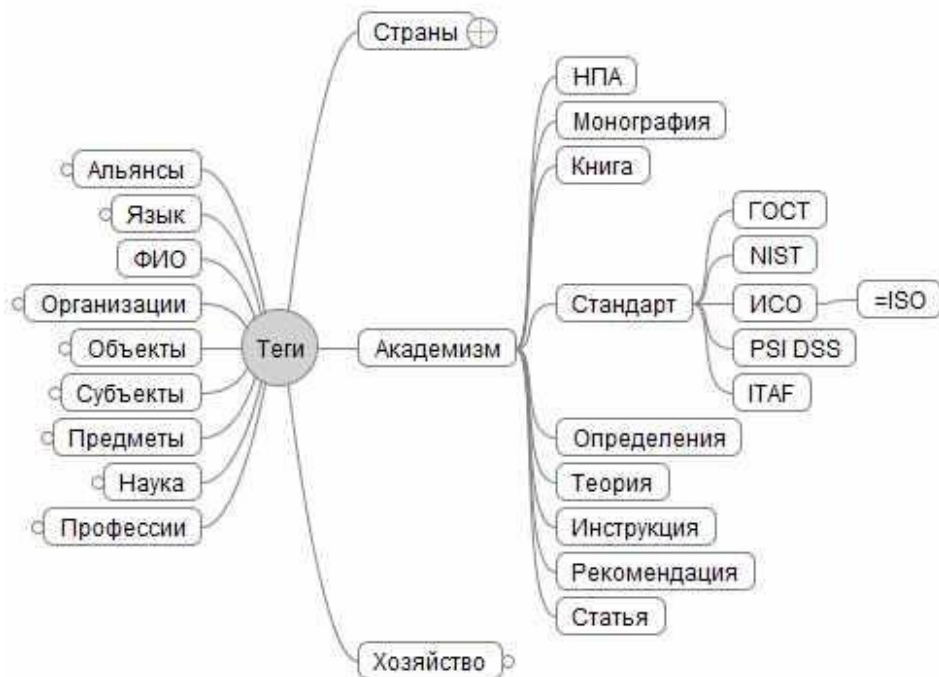 Страны
НПА
Монография
Книга
Альянсы
Язык
ФИО
Организации
Объекты
Субъекты
Предметы
Наука
Профессии
Теги
Академизм
Стандарт
ГОСТ
NIST
ИСО
=ISO
PSI DSS
ITAF
Определения
Теория
Инструкция
Рекомендация
Статья
Хозяйство